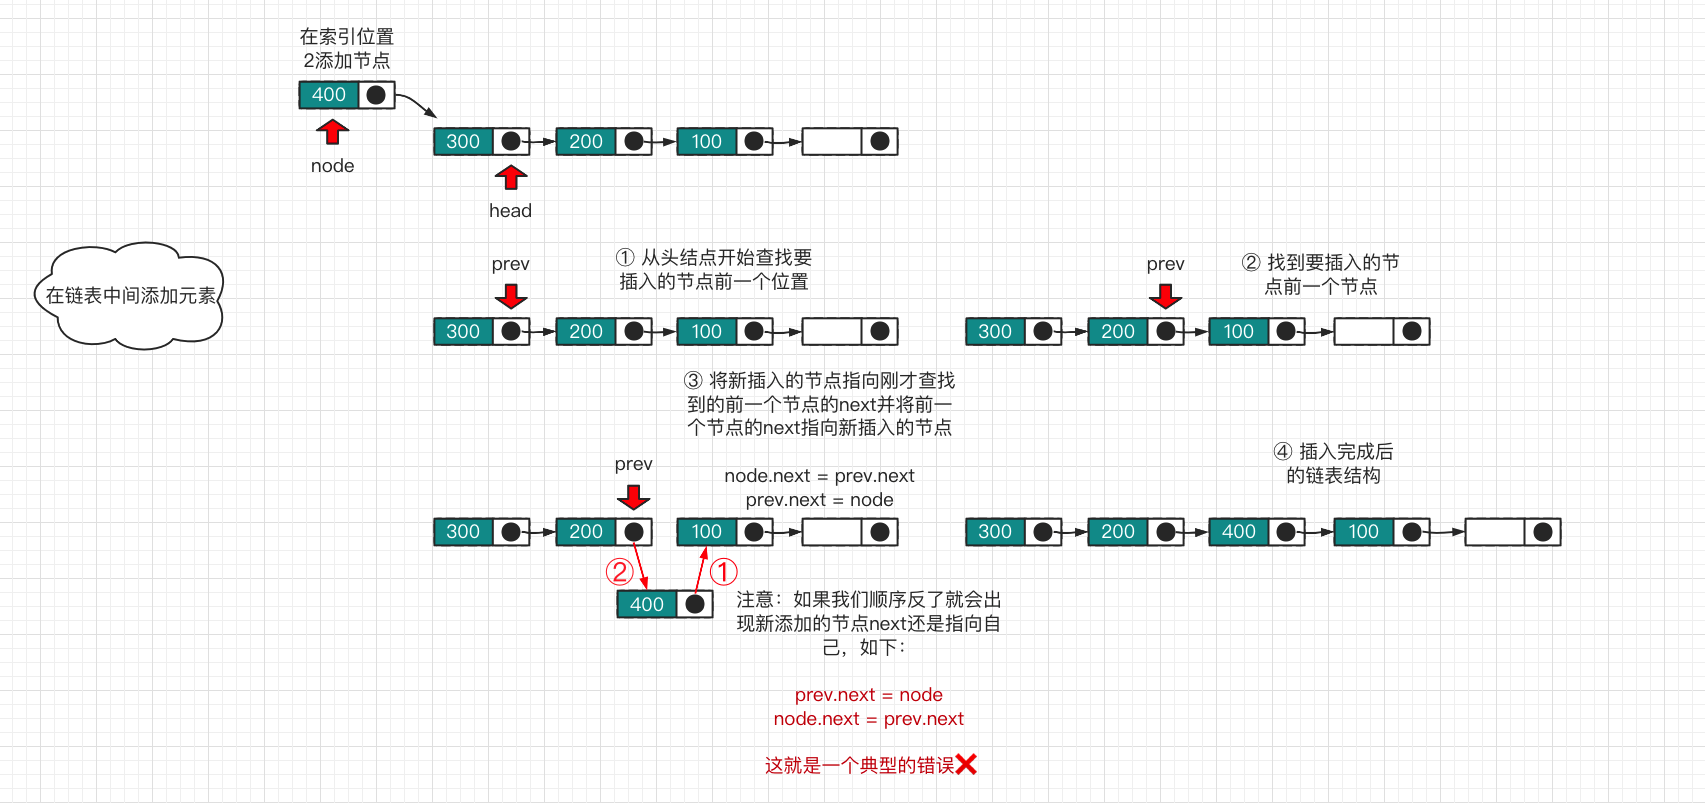 在索引位置
2添加节点
400
node
300
200
100
head
在链表中间添加元素
prev
① 从头结点开始查找要
插入的节点前一个位置
300
200
100
prev
② 找到要插入的节
点前一个节点
300
200
100
③ 将新插入的节点指向刚才查找
到的前一个节点的next并将前一
个节点的next指向新插入的节点
prev
node.next = prev.next
prev.next = node
300
200
100
②
①
400
注意：如果我们顺序反了就会出
现新添加的节点next还是指向自
己，如下：
prev.next = node
node.next = prev.next
这就是一个典型的错误❌
④ 插入完成后
的链表结构
300
200
400
100